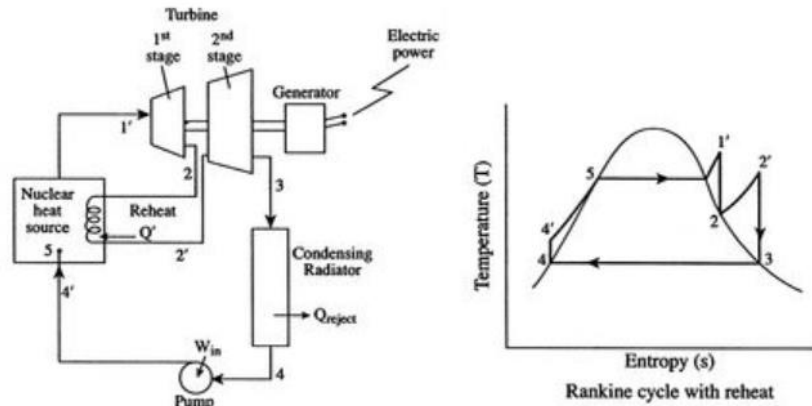 Turbine
1st
stage
2nd
stage
Electric
power
Generator
1'
2
3
Nuclear
heat
source
Reheat
Q'
5
2'
4'
Condensing
Radiator
Qreject
Win
4
Pump
Temperature (T)
1'
2'
5
2
4'
4
3
Entropy (s)
Rankine cycle with reheat